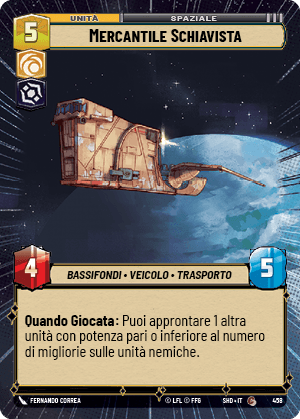 5
UNITÀ
SPAZIALE
MERCANTILE SCHIAVISTA
4
5
BASSIFONDI • VEICOLO • TRASPORTO
Quando Giocata: Puoi approntare 1 altra
unità con potenza pari o inferiore al numero
di migliorie sulle unità nemiche.
FERNANDO CORREA
© LFL © FFG
SHD • IT
458